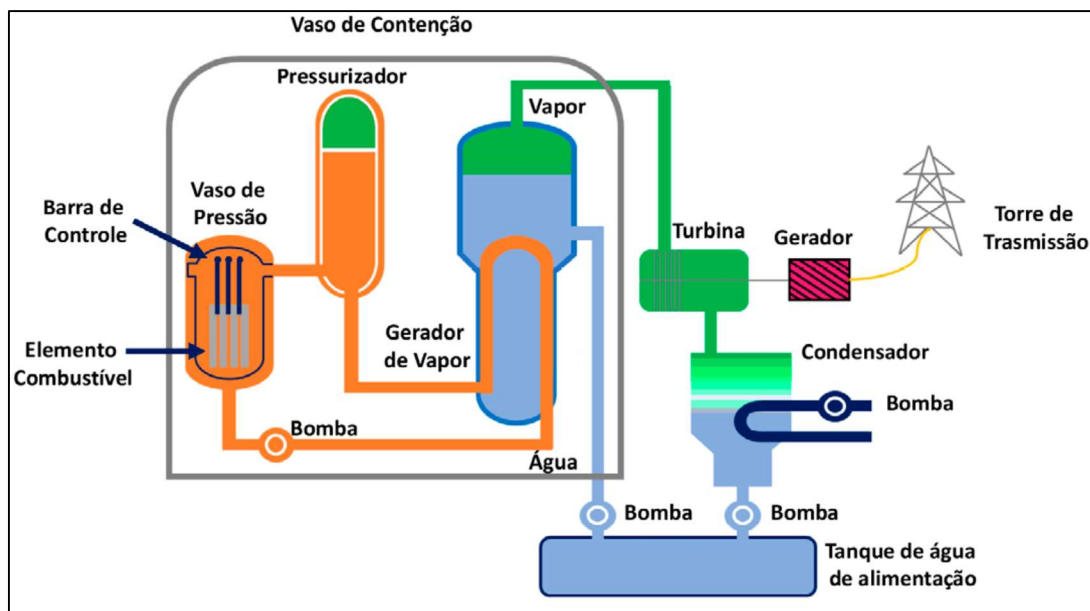 Vaso de Contenção
Pressurizador
Vapor
Vaso de
Pressão
Barra de
Controle
Turbina
Gerador
Torre de
Trasmissão
Gerador
de Vapor
Elemento
Combustível
Condensador
Bomba
Bomba
Água
Bomba
Bomba
Tanque de água
de alimentação